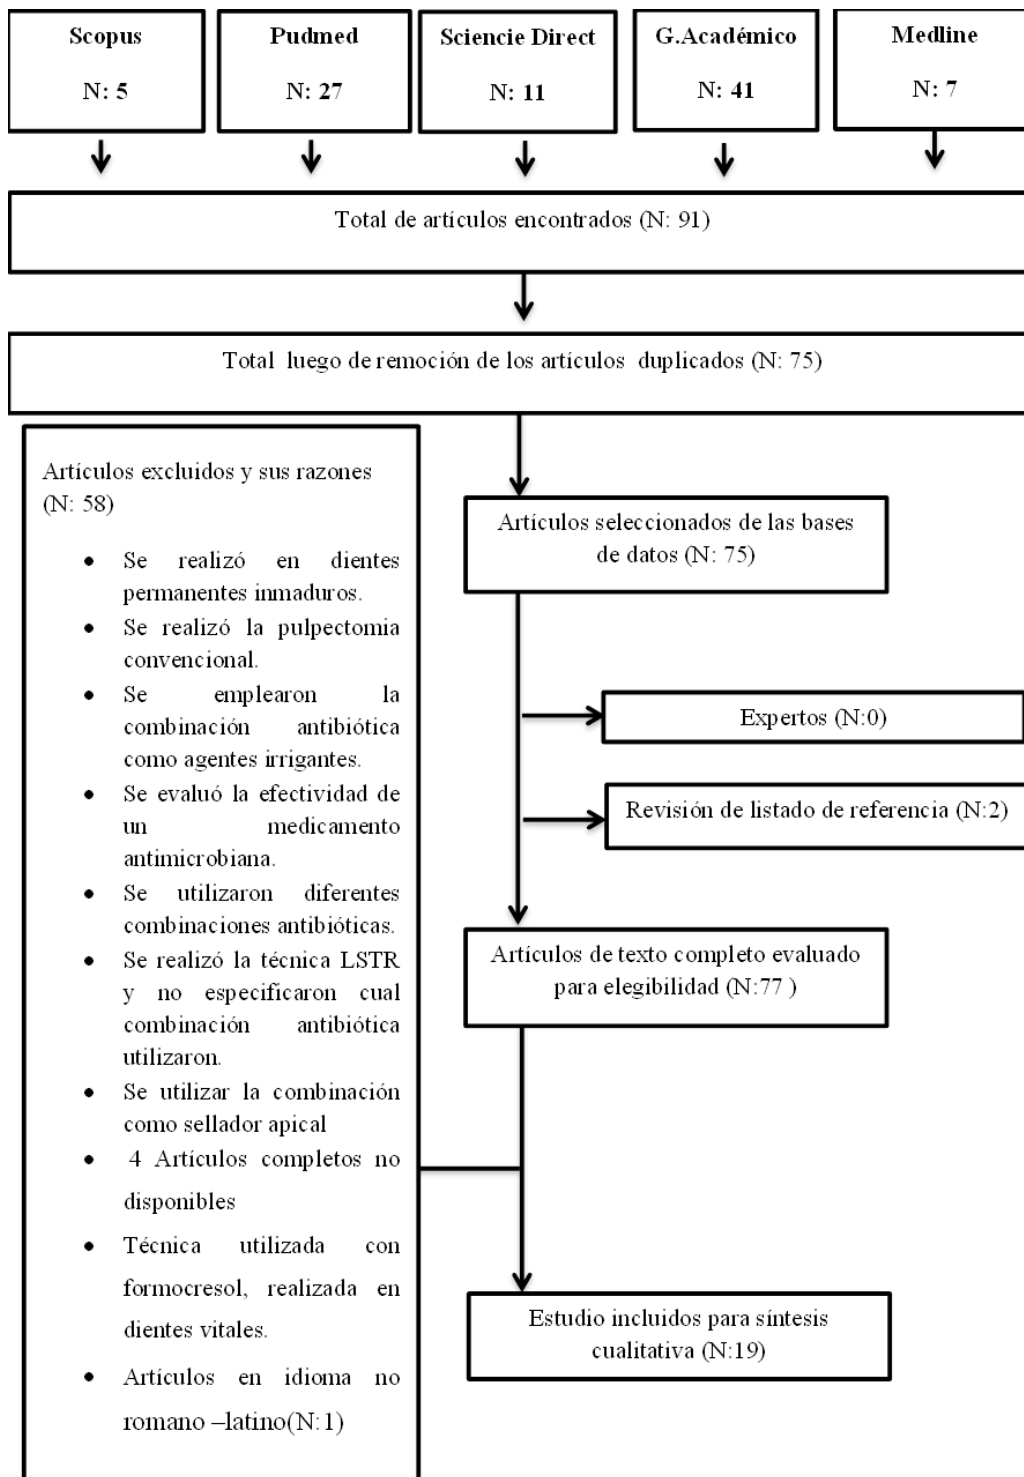 Scopus
N: 5
Pudmed
N: 27
Sciencie Direct
N: 11
G.Académico
N: 41
Medline
N: 7
Total de artículos encontrados (N: 91)
Total luego de remoción de los artículos duplicados (N: 75)
Artículos excluidos y sus razones
(N: 58)
• Se realizó en dientes
permanentes inmaduros.
• Se realizó la pulpectomia
convencional.
• Se emplearon la
combinación antibiótica
como agentes irrigantes.
• Se evaluó la efectividad de
un medicamento
antimicrobiana.
• Se utilizaron diferentes
combinaciones antibióticas.
• Se realizó la técnica LSTR
y no especificaron cual
combinación antibiótica
utilizaron.
• Se utilizar la combinación
como sellador apical
• 4 Artículos completos no
disponibles
• Técnica utilizada con
formocresol, realizada en
dientes vitales.
• Artículos en idioma no
romano –latino(N:1)
Artículos seleccionados de las bases
de datos (N: 75)
Expertos (N:0)
Revisión de listado de referencia (N:2)
Artículos de texto completo evaluado
para elegibilidad (N:77 )
Estudio incluidos para síntesis
cualitativa (N:19)